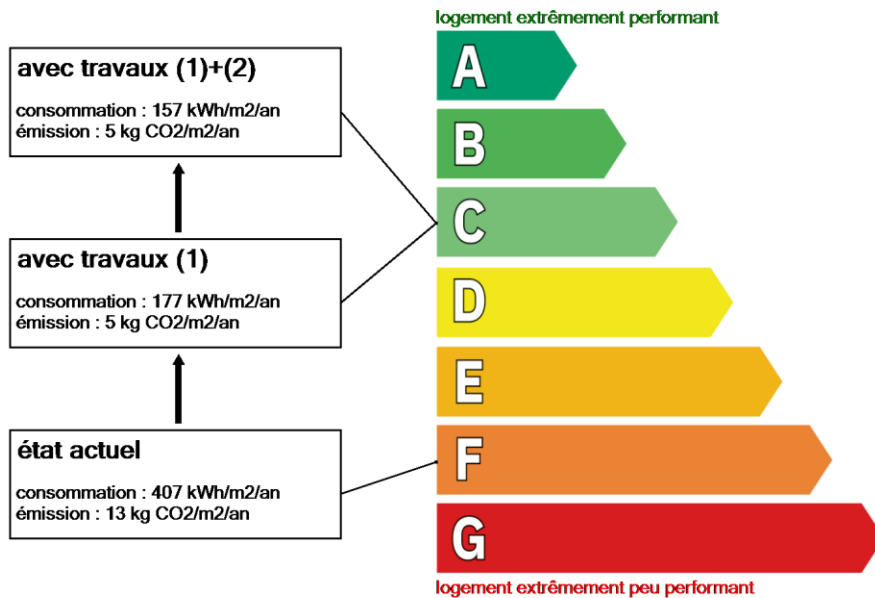 logement extrêmement performant
avec travaux (1)+(2)
consommation : 157 kWh/m2/an
émission : 5 kg CO2/m2/an
avec travaux (1)
consommation : 177 kWh/m2/an
émission : 5 kg CO2/m2/an
état actuel
consommation : 407 kWh/m2/an
émission : 13 kg CO2/m2/an
A
B
C
D
E
F
G
logement extrêmement peu performant